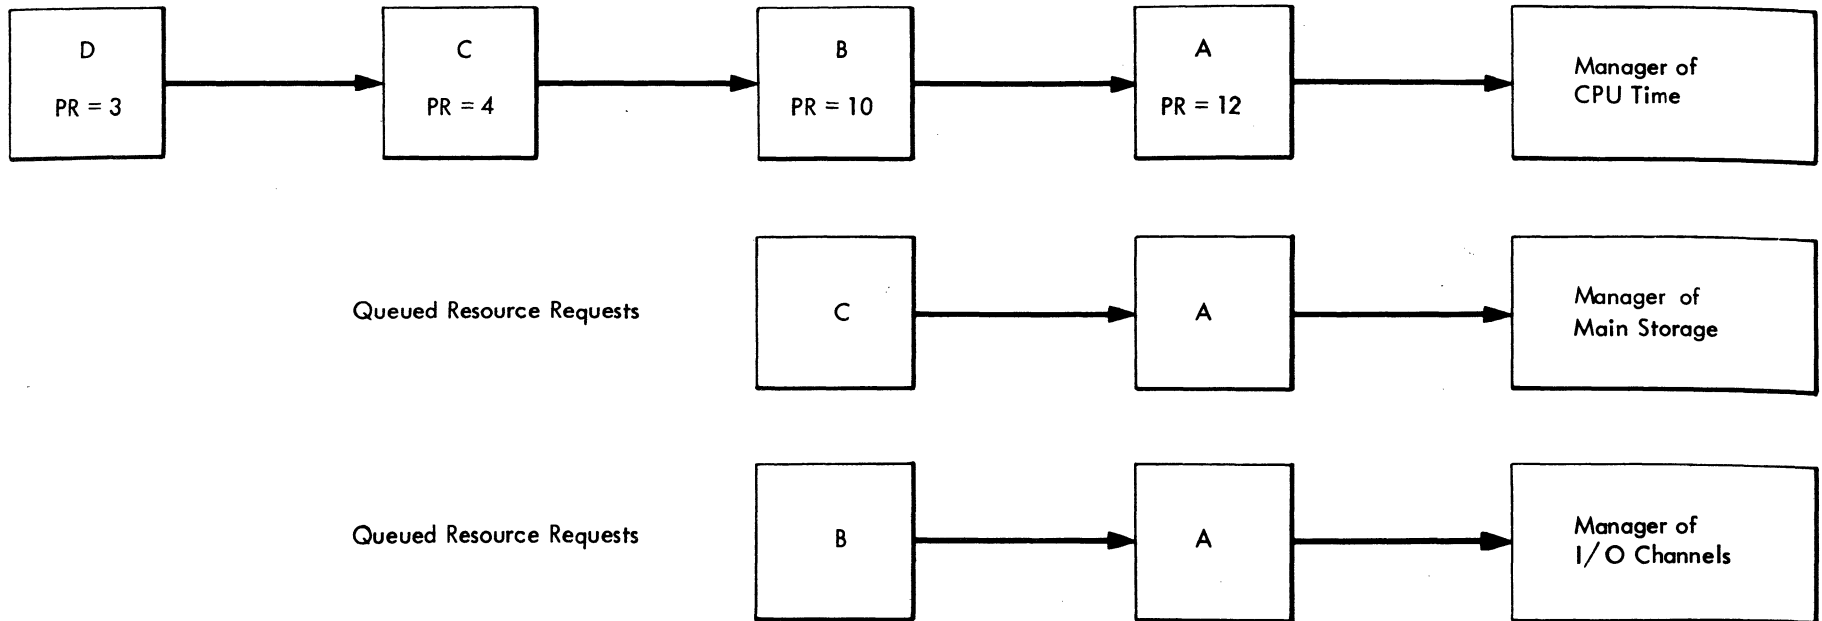 D
PR = 3
C
PR = 4
B
PR = 10
A
PR = 12
Manager of
CPU Time
Queued Resource Requests
C
A
Manager of
Main Storage
Queued Resource Requests
B
A
Manager of
I/O Channels